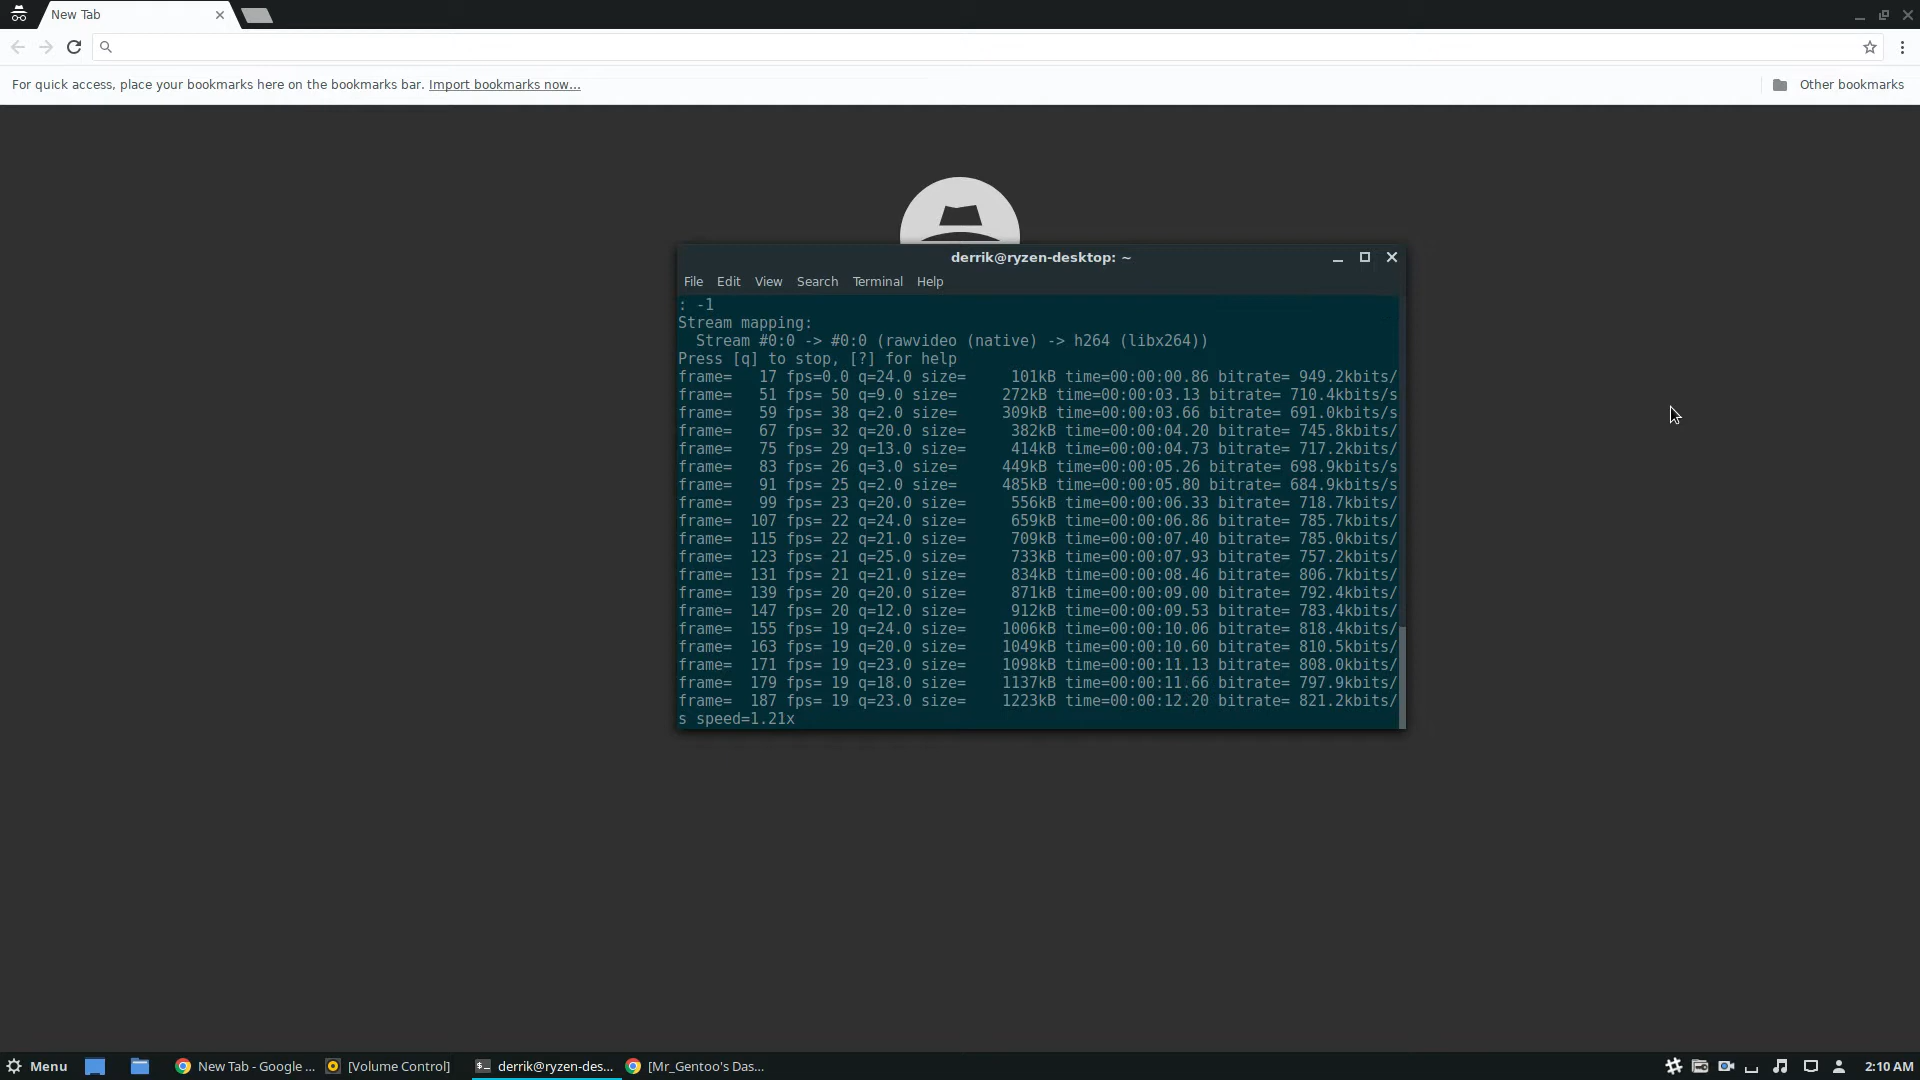 New Tab
For quick access, place your bookmarks here on the bookmarks bar. Import bookmarks now...
Other bookmarks
derrik@ryzen-desktop: ~
File Edit View Search Terminal Help
: -1
Stream mapping:
  Stream #0:0 -> #0:0 (rawvideo (native) -> h264 (libx264))
Press [q] to stop, [?] for help
frame=   17 fps=0.0 q=24.0 size=     101kB time=00:00:00.86 bitrate= 949.2kbits/
frame=   51 fps= 50 q=9.0 size=     272kB time=00:00:03.13 bitrate= 710.4kbits/s
frame=   59 fps= 38 q=2.0 size=     309kB time=00:00:03.66 bitrate= 691.0kbits/s
frame=   67 fps= 32 q=20.0 size=     382kB time=00:00:04.20 bitrate= 745.8kbits/
frame=   75 fps= 29 q=13.0 size=     414kB time=00:00:04.73 bitrate= 717.2kbits/
frame=   83 fps= 26 q=3.0 size=     449kB time=00:00:05.26 bitrate= 698.9kbits/s
frame=   91 fps= 25 q=2.0 size=     485kB time=00:00:05.80 bitrate= 684.9kbits/s
frame=   99 fps= 23 q=20.0 size=     556kB time=00:00:06.33 bitrate= 718.7kbits/
frame=  107 fps= 22 q=24.0 size=     659kB time=00:00:06.86 bitrate= 785.7kbits/
frame=  115 fps= 22 q=21.0 size=     709kB time=00:00:07.40 bitrate= 785.0kbits/
frame=  123 fps= 21 q=25.0 size=     733kB time=00:00:07.93 bitrate= 757.2kbits/
frame=  131 fps= 21 q=21.0 size=     834kB time=00:00:08.46 bitrate= 806.7kbits/
frame=  139 fps= 20 q=20.0 size=     871kB time=00:00:09.00 bitrate= 792.4kbits/
frame=  147 fps= 20 q=12.0 size=     912kB time=00:00:09.53 bitrate= 783.4kbits/
frame=  155 fps= 19 q=24.0 size=    1006kB time=00:00:10.06 bitrate= 818.4kbits/
frame=  163 fps= 19 q=20.0 size=    1049kB time=00:00:10.60 bitrate= 810.5kbits/
frame=  171 fps= 19 q=23.0 size=    1098kB time=00:00:11.13 bitrate= 808.0kbits/
frame=  179 fps= 19 q=18.0 size=    1137kB time=00:00:11.66 bitrate= 797.9kbits/
frame=  187 fps= 19 q=23.0 size=    1223kB time=00:00:12.20 bitrate= 821.2kbits/
s speed=1.21x
Menu New Tab - Google ... [Volume Control] derrik@ryzen-des... [Mr_Gentoo's Das... 2:10 AM